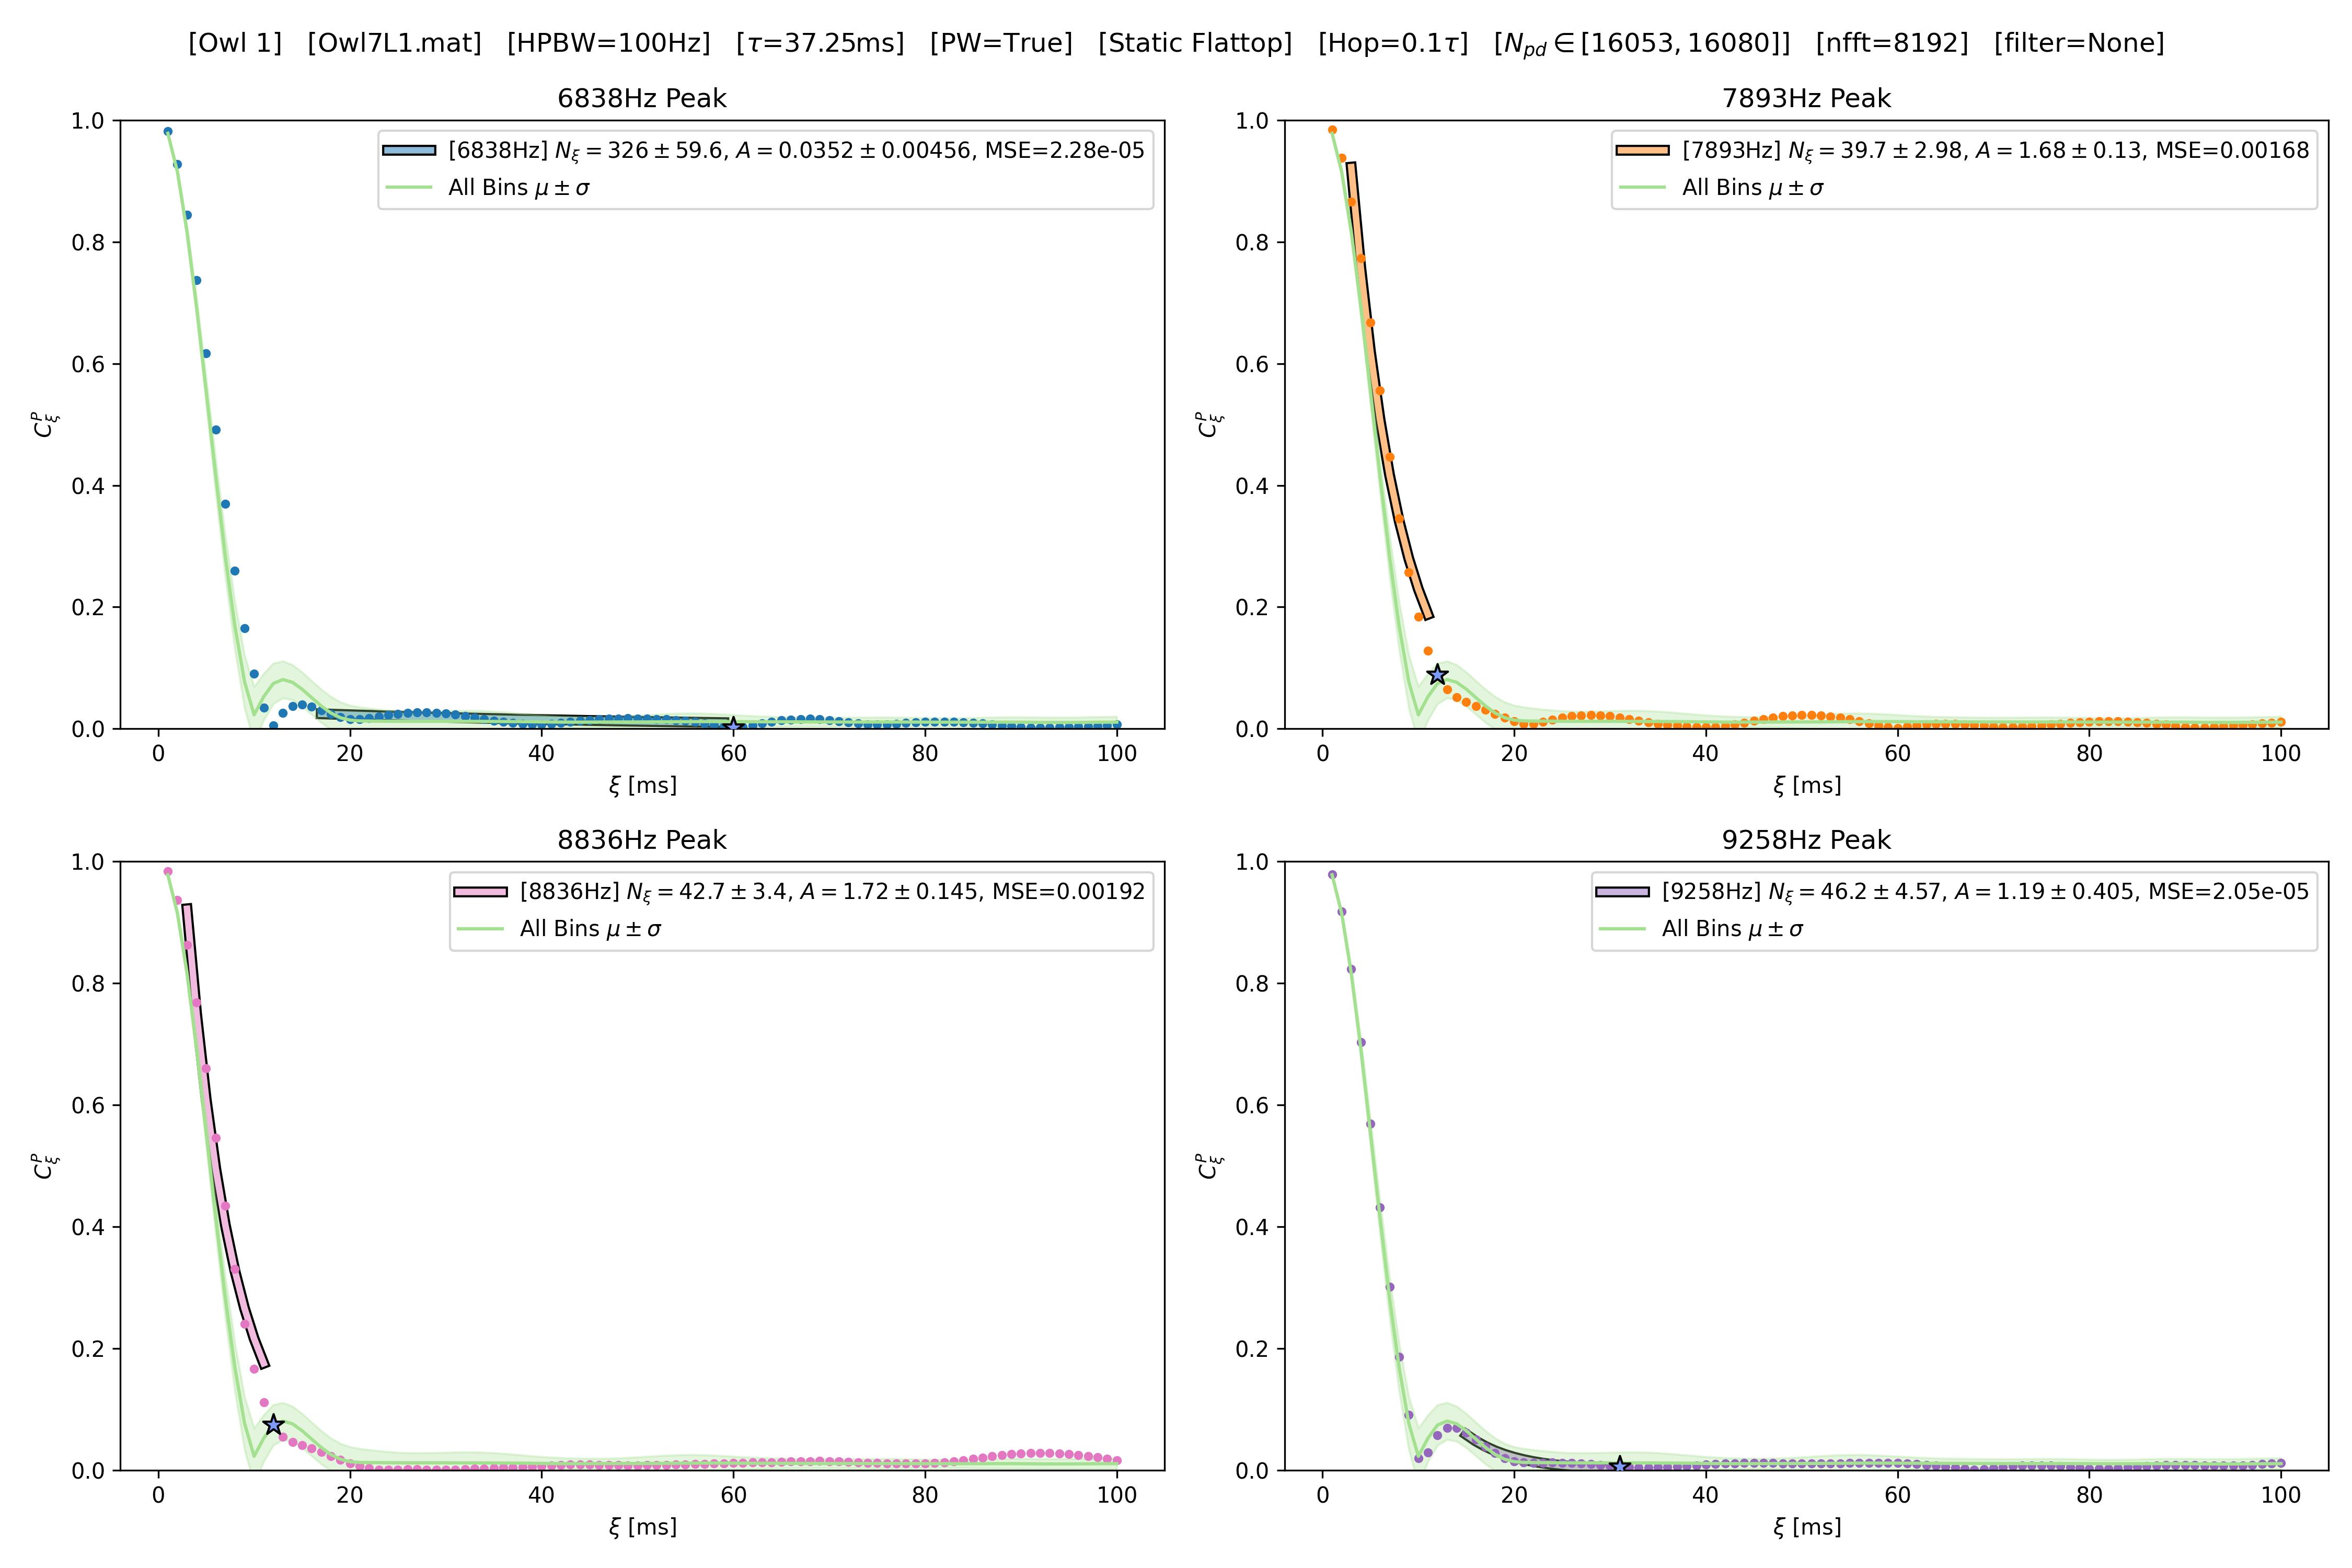 [Owl 1] [Owl7L1.mat] [HPBW=100Hz] [τ=37.25ms] [PW=True] [Static Flattop] [Hop=0.1τ] [N_pd ∈ [16053, 16080]] [nfft=8192] [filter=None]
6838Hz Peak
1.0
0.8
0.6
0.4
0.2
0.0
C^P_ξ
[6838Hz] N_ξ = 326 ± 59.6, A = 0.0352 ± 0.00456, MSE=2.28e-05
All Bins μ ± σ
0 20 40 60 80 100
ξ [ms]
7893Hz Peak
1.0
0.8
0.6
0.4
0.2
0.0
C^P_ξ
[7893Hz] N_ξ = 39.7 ± 2.98, A = 1.68 ± 0.13, MSE=0.00168
All Bins μ ± σ
0 20 40 60 80 100
ξ [ms]
8836Hz Peak
1.0
0.8
0.6
0.4
0.2
0.0
C^P_ξ
[8836Hz] N_ξ = 42.7 ± 3.4, A = 1.72 ± 0.145, MSE=0.00192
All Bins μ ± σ
0 20 40 60 80 100
ξ [ms]
9258Hz Peak
1.0
0.8
0.6
0.4
0.2
0.0
C^P_ξ
[9258Hz] N_ξ = 46.2 ± 4.57, A = 1.19 ± 0.405, MSE=2.05e-05
All Bins μ ± σ
0 20 40 60 80 100
ξ [ms]